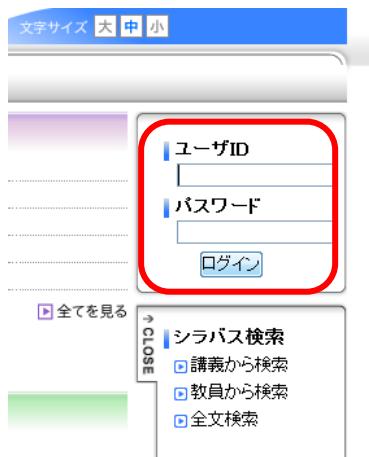 文字サイズ 大 中 小
ユーザID
パスワード
ログイン
全てを見る
→CLOSE
シラバス検索
講義から検索
教員から検索
全文検索